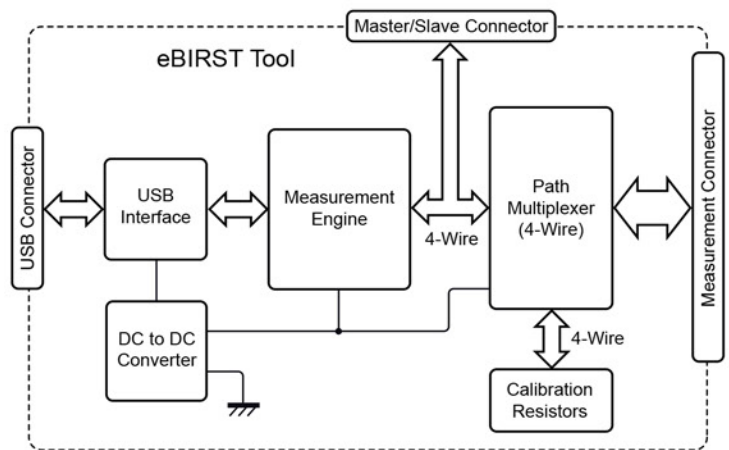 Master/Slave Connector
eBIRST Tool
USB Connector
USB
Interface
Measurement
Engine
4-Wire
Path
Multiplexer
(4-Wire)
Measurement Connector
DC to DC
Converter
4-Wire
Calibration
Resistors